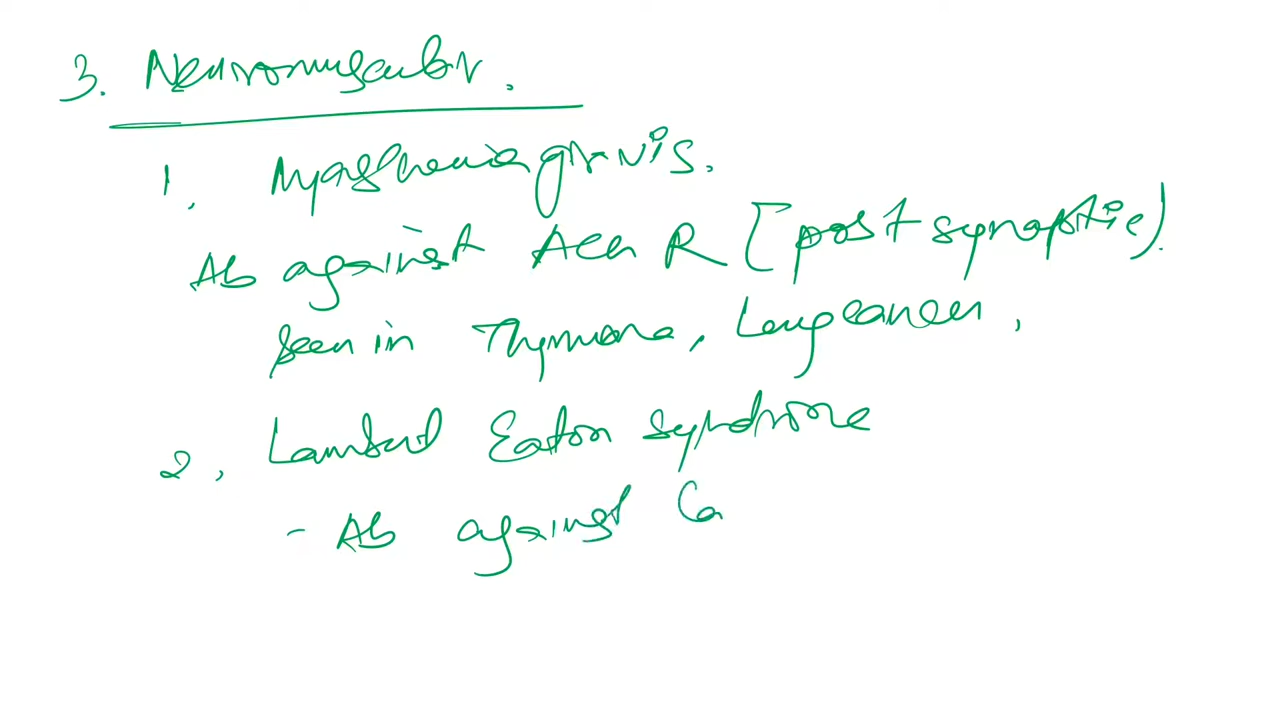 3. Neuromuscular.
1. Myasthenia gravis.
Ab against Ach R [post synaptic).
seen in Thymoma, Lung cancer,
2, Lambert Eaton syndrome
- Ab against Ca